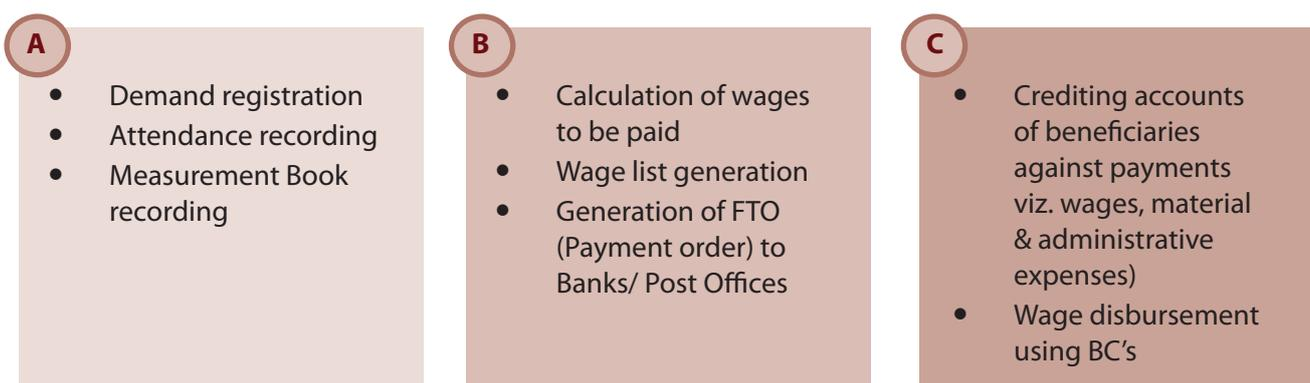 A
• Demand registration
• Attendance recording
• Measurement Book
recording
B
• Calculation of wages
to be paid
• Wage list generation
• Generation of FTO
(Payment order) to
Banks/ Post Offices
C
• Crediting accounts
of beneficiaries
against payments
viz. wages, material
& administrative
expenses)
• Wage disbursement
using BC’s